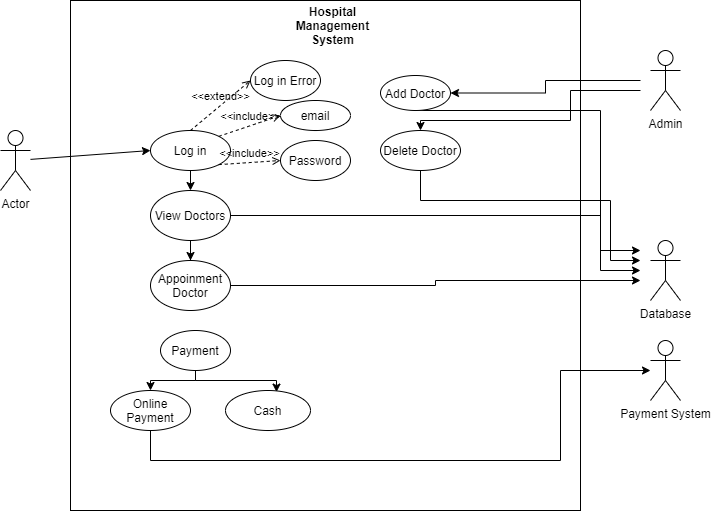 Hospital
Management
System
Log in Error
<<extend>>
Add Doctor
<<include>>
email
Admin
Log in
<<include>>
Password
Delete Doctor
Actor
View Doctors
Appoinment
Doctor
Database
Payment
Online
Payment
Cash
Payment System